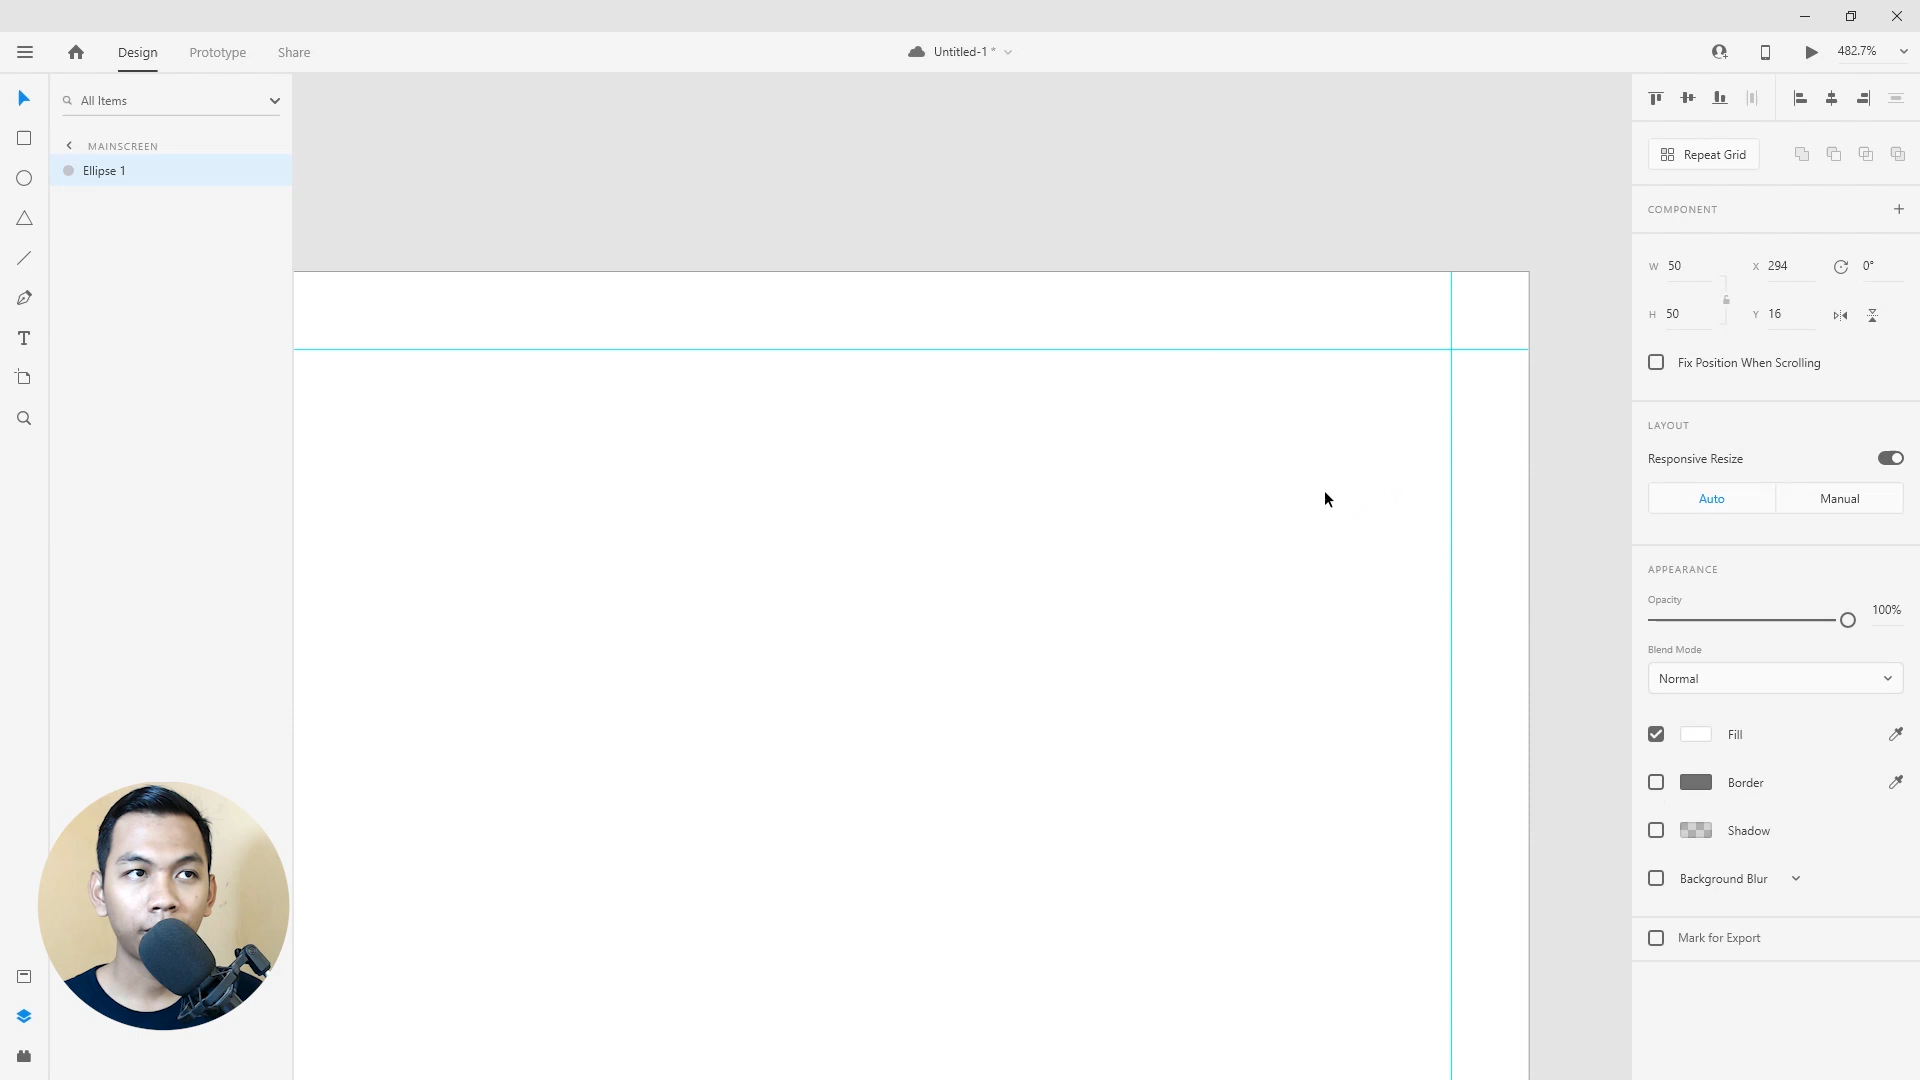 Design
Prototype
Share
Untitled-1 *
482.7%
All Items
MAINSCREEN
Ellipse 1
Repeat Grid
COMPONENT
W 50
X 294
0°
H 50
Y 16
Fix Position When Scrolling
LAYOUT
Responsive Resize
Auto
Manual
APPEARANCE
Opacity
100%
Blend Mode
Normal
Fill
Border
Shadow
Background Blur
Mark for Export